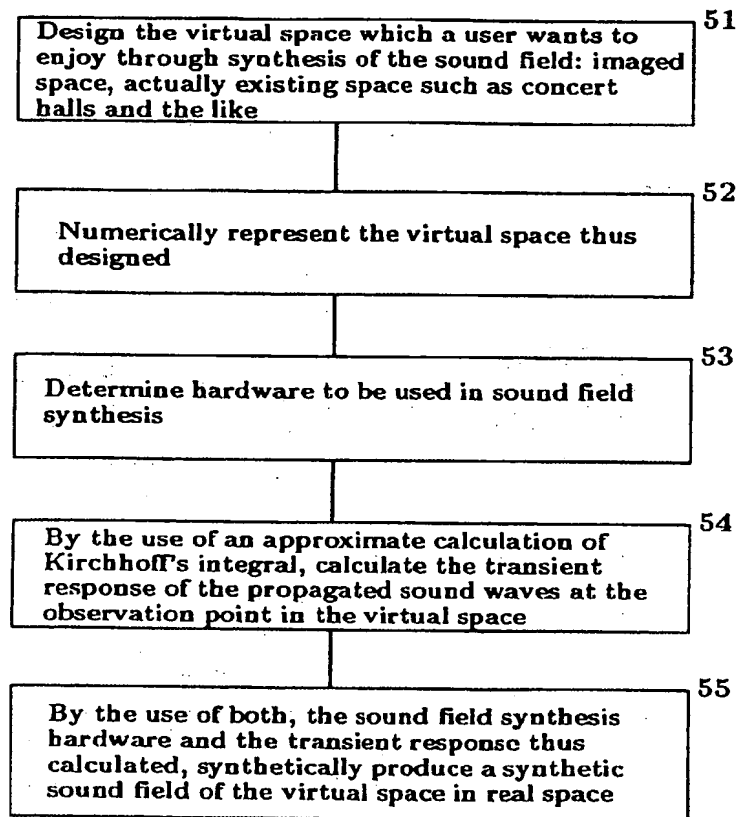 51
Design the virtual space which a user wants to
enjoy through synthesis of the sound field: imaged
space, actually existing space such as concert
halls and the like
52
Numerically represent the virtual space thus
designed
53
Determine hardware to be used in sound field
synthesis
54
By the use of an approximate calculation of
Kirchhoff's integral, calculate the transient
response of the propagated sound waves at the
observation point in the virtual space
55
By the use of both, the sound field synthesis
hardware and the transient response thus
calculated, synthetically produce a synthetic
sound field of the virtual space in real space